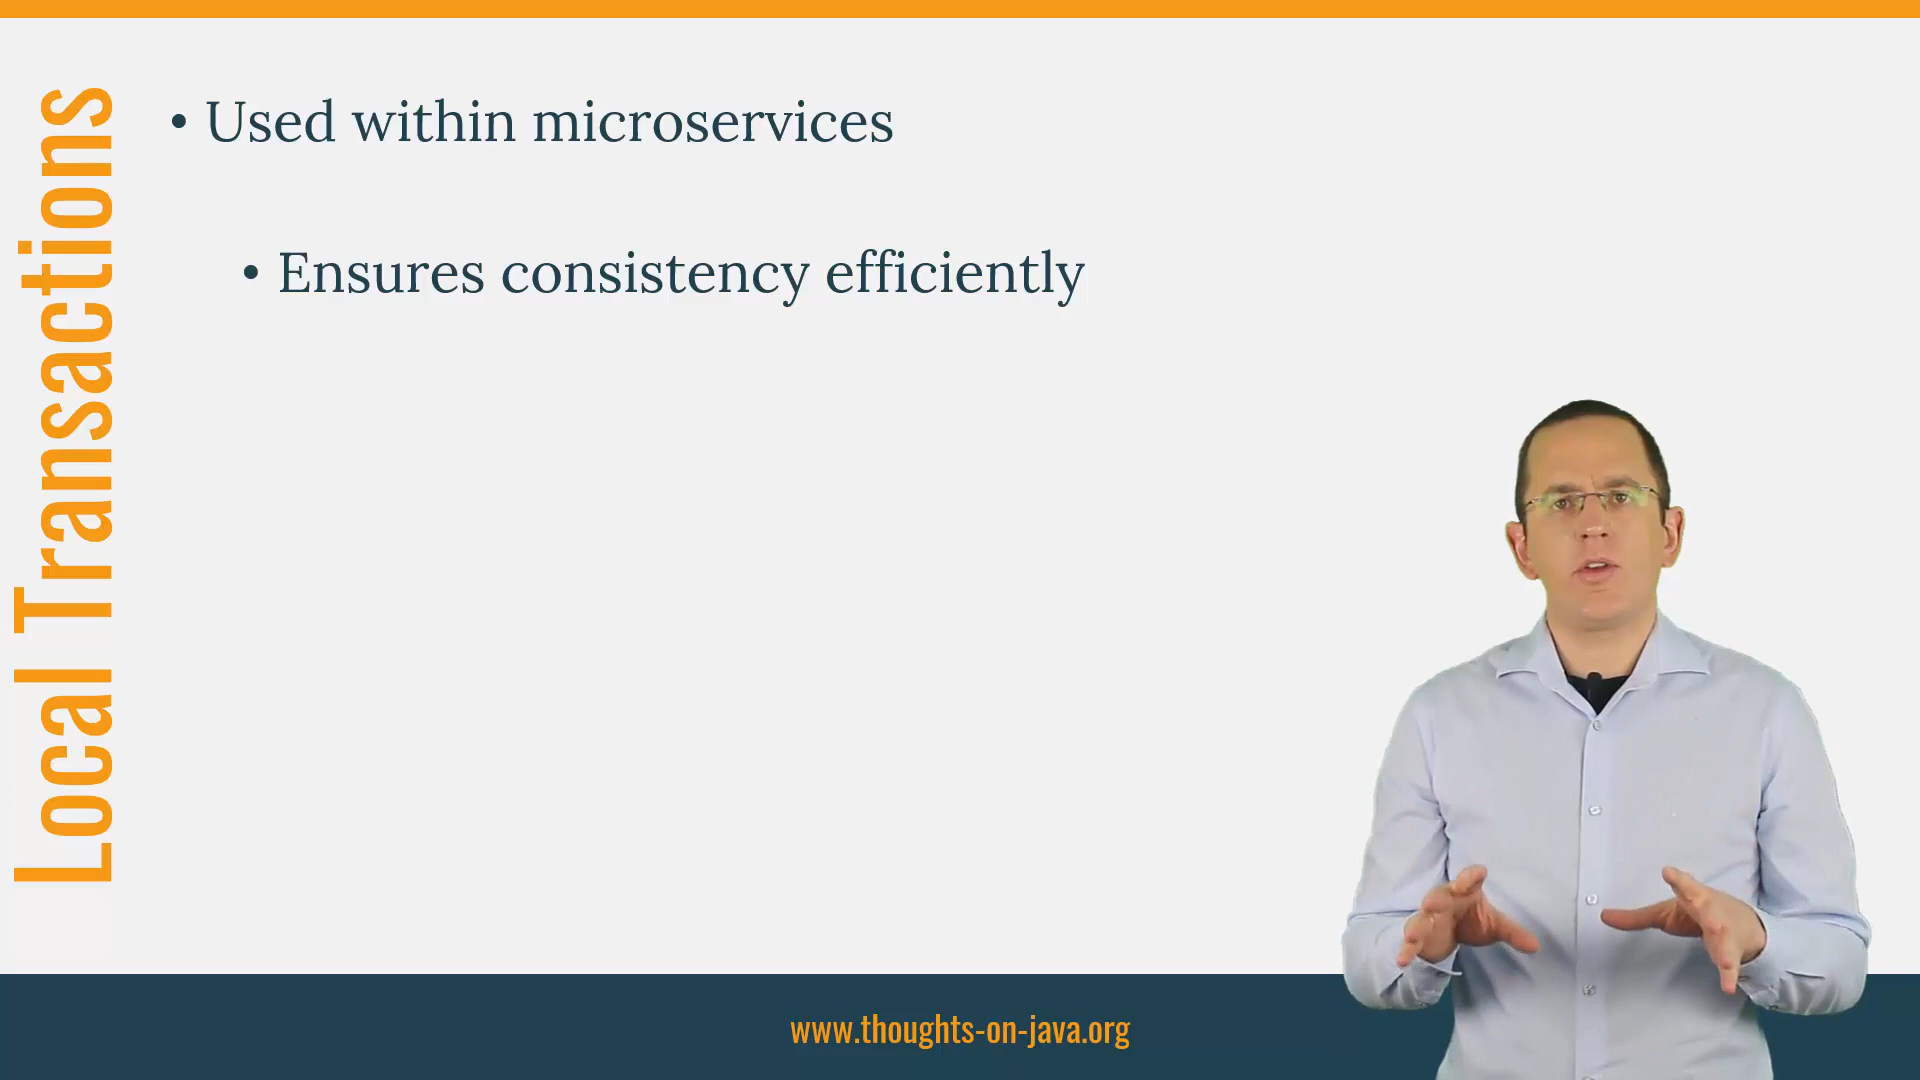 Local Transactions
• Used within microservices
• Ensures consistency efficiently
www.thoughts-on-java.org